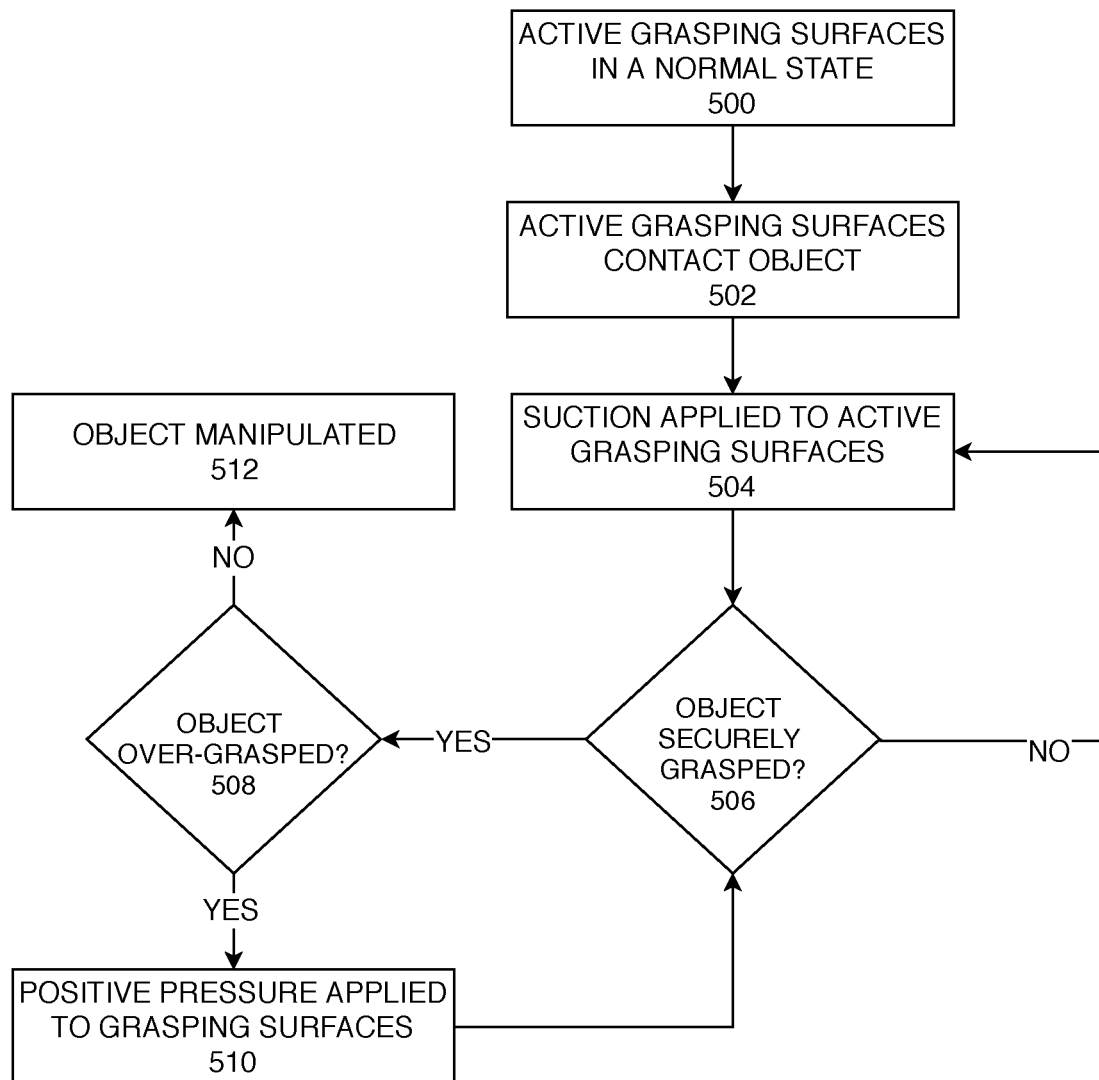 ACTIVE GRASPING SURFACES
IN A NORMAL STATE
500
ACTIVE GRASPING SURFACES
CONTACT OBJECT
502
SUCTION APPLIED TO ACTIVE
GRASPING SURFACES
504
OBJECT MANIPULATED
512
NO
OBJECT
OVER-GRASPED?
508
YES
OBJECT
SECURELY
GRASPED?
506
NO
YES
POSITIVE PRESSURE APPLIED
TO GRASPING SURFACES
510